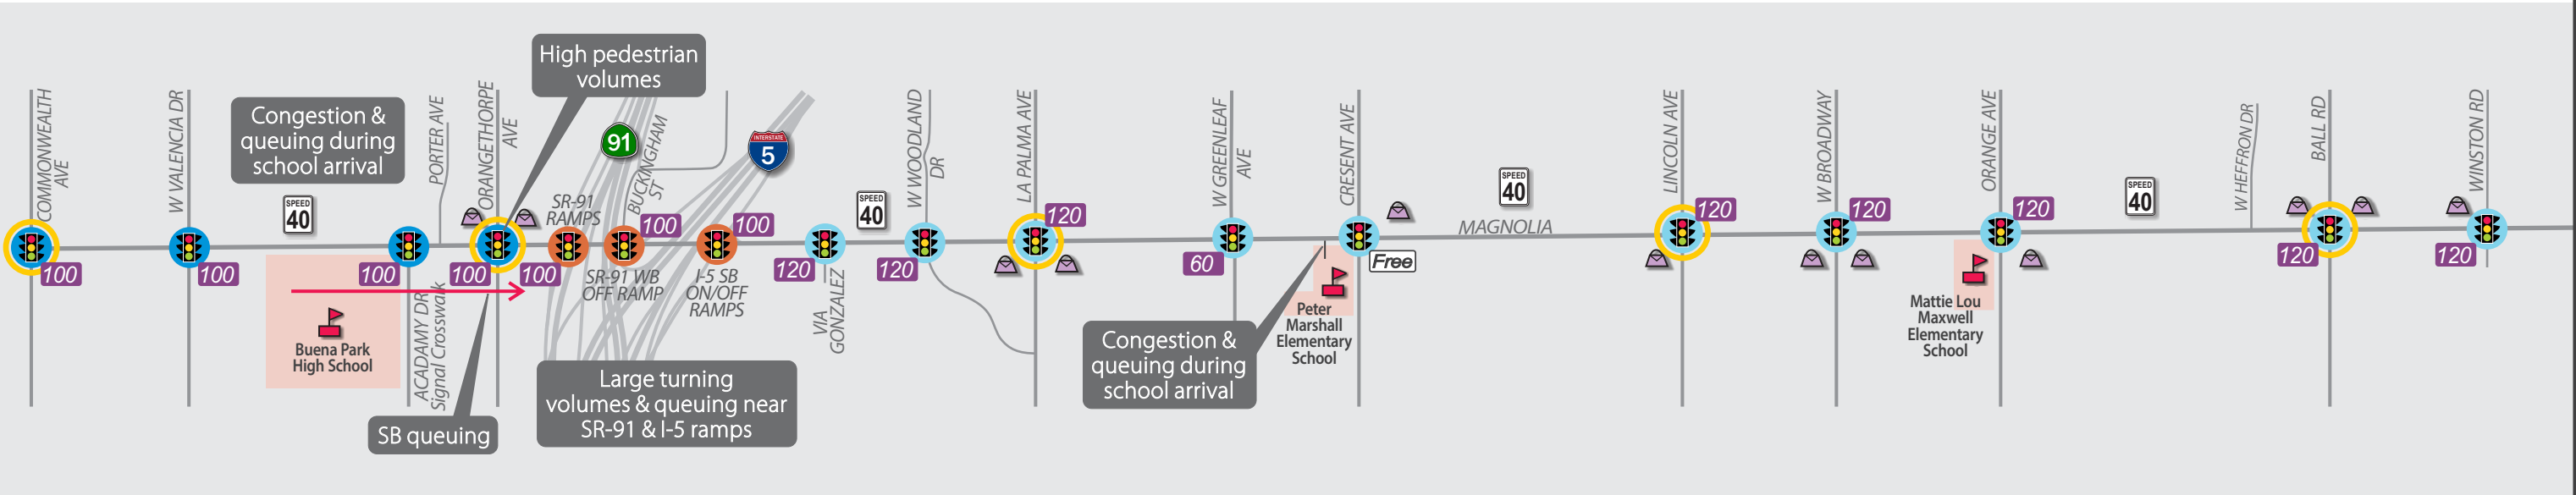 COMMONWEALTH
AVE
100
W VALENCIA DR
100
Congestion &
queuing during
school arrival
SPEED
40
Buena Park
High School
100
ACADAMY DR
Signal Crosswalk
PORTER AVE
ORANGETHORPE
AVE
100
100
SB queuing
High pedestrian
volumes
SR-91
RAMPS
91
BUCKINGHAM
ST
100
SR-91 WB
OFF RAMP
INTERSTATE
5
100
I-5 SB
ON/OFF
RAMPS
Large turning
volumes & queuing near
SR-91 & I-5 ramps
120
VIA
GONZALEZ
SPEED
40
W WOODLAND
DR
120
LA PALMA AVE
120
W GREENLEAF
AVE
60
Congestion &
queuing during
school arrival
Peter
Marshall
Elementary
School
CRESENT AVE
Free
MAGNOLIA
SPEED
40
LINCOLN AVE
120
W BROADWAY
120
ORANGE AVE
120
Mattie Lou
Maxwell
Elementary
School
SPEED
40
W HEFFRON DR
BALL RD
120
WINSTON RD
120